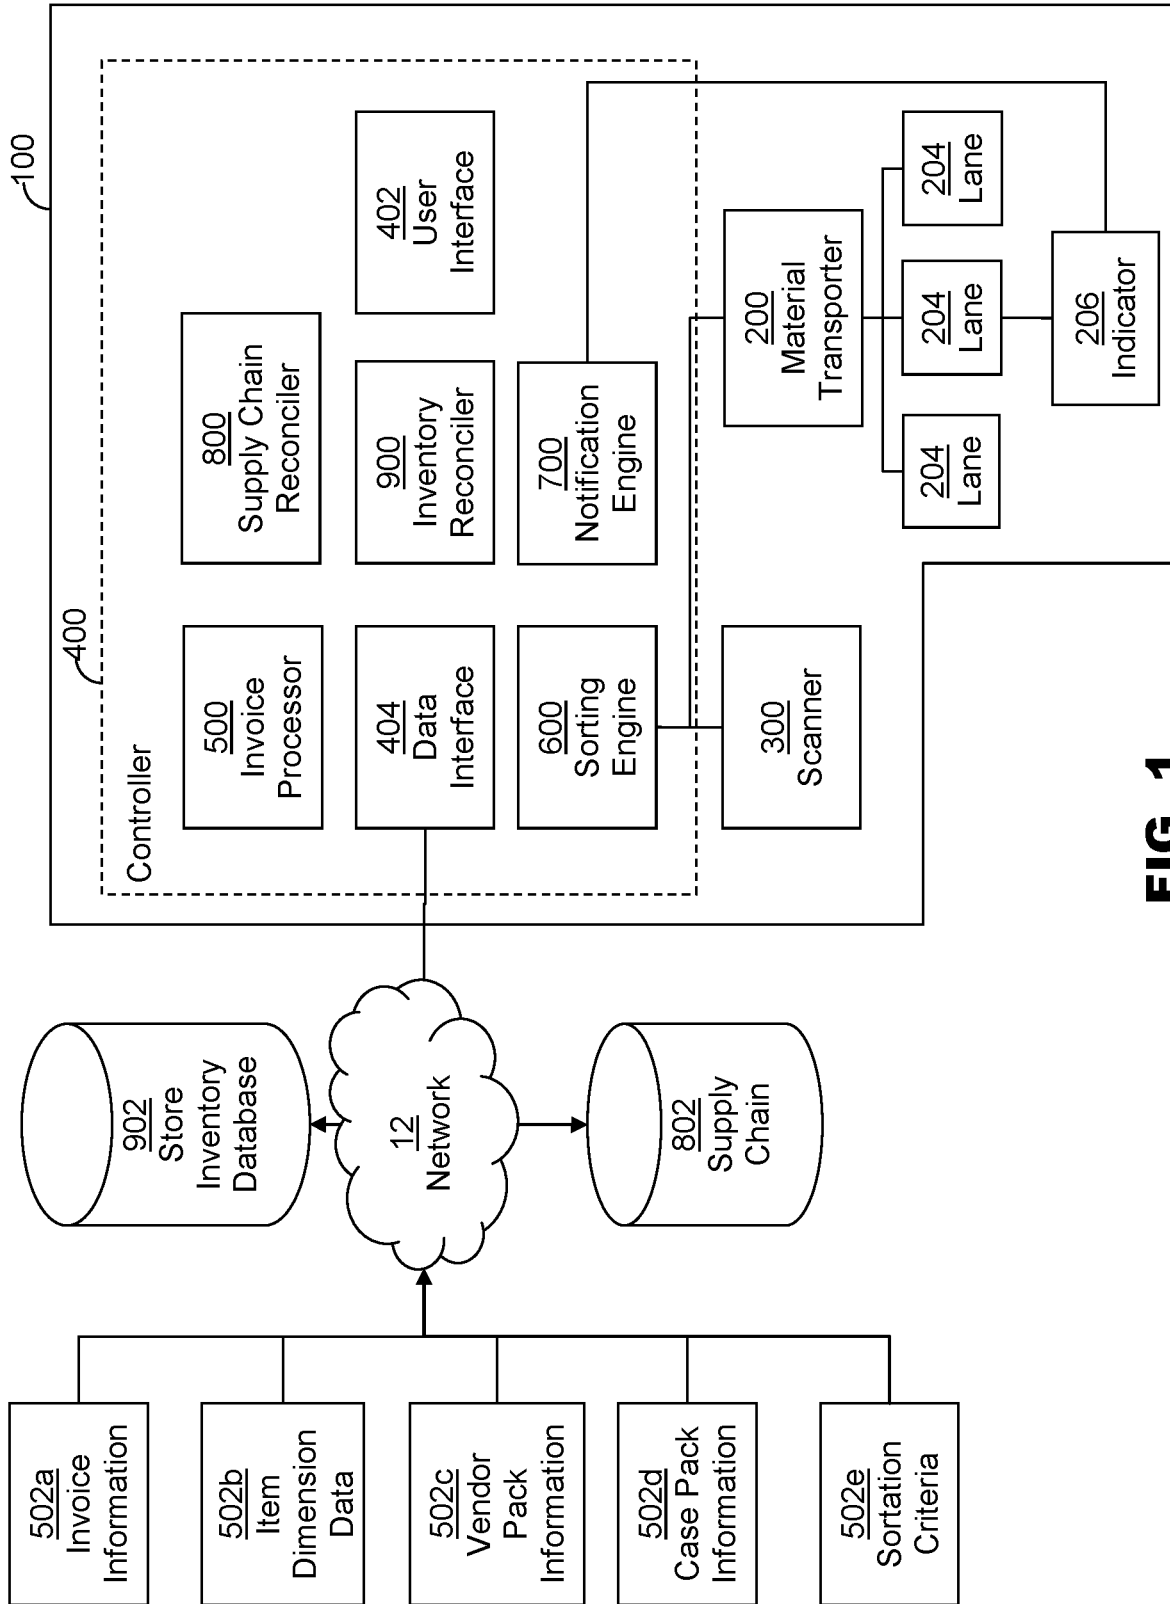 502a
Invoice
Information
502b
Item
Dimension
Data
502c
Vendor
Pack
Information
502d
Case Pack
Information
502e
Sortation
Criteria
902
Store
Inventory
Database
12
Network
802
Supply
Chain
100
400
Controller
500
Invoice
Processor
800
Supply Chain
Reconciler
404
Data
Interface
900
Inventory
Reconciler
402
User
Interface
600
Sorting
Engine
700
Notification
Engine
300
Scanner
200
Material
Transporter
204
Lane
204
Lane
204
Lane
206
Indicator
FIG. 1